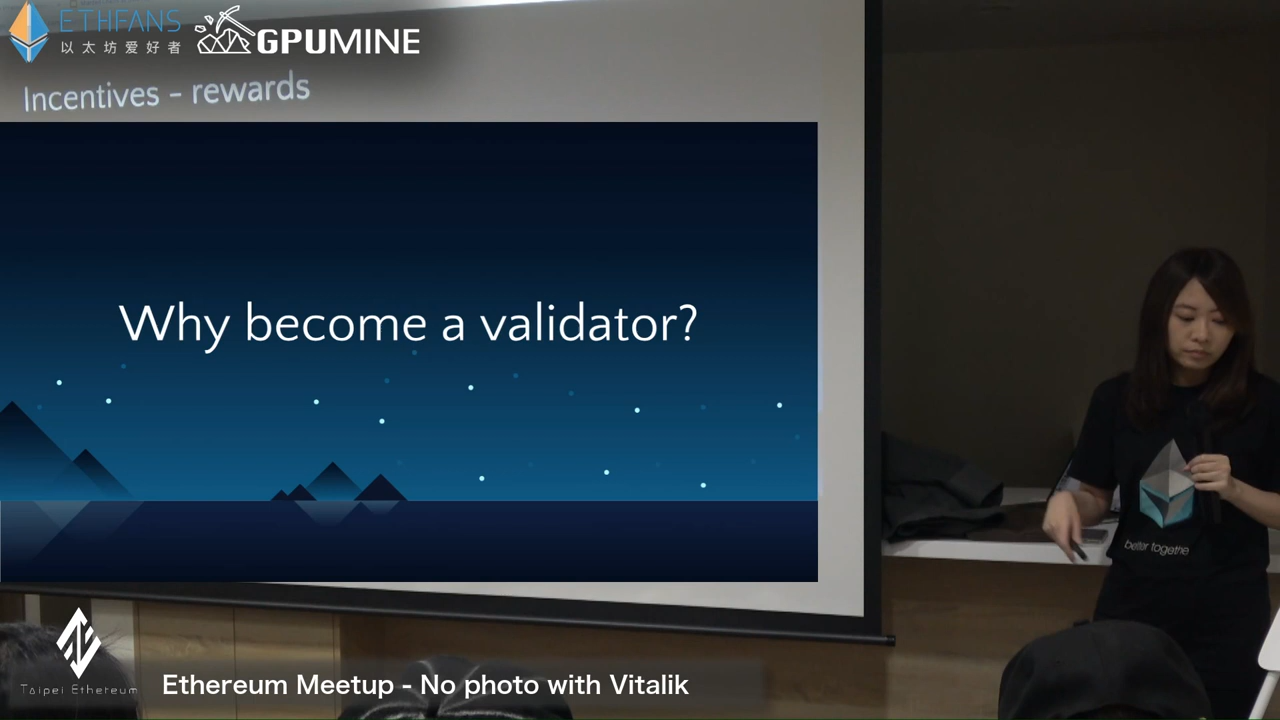 ETHFANS
以太坊爱好者
GPUMINE
Incentives - rewards
Why become a validator?
better togethe
Taipei Ethereum
Ethereum Meetup - No photo with Vitalik